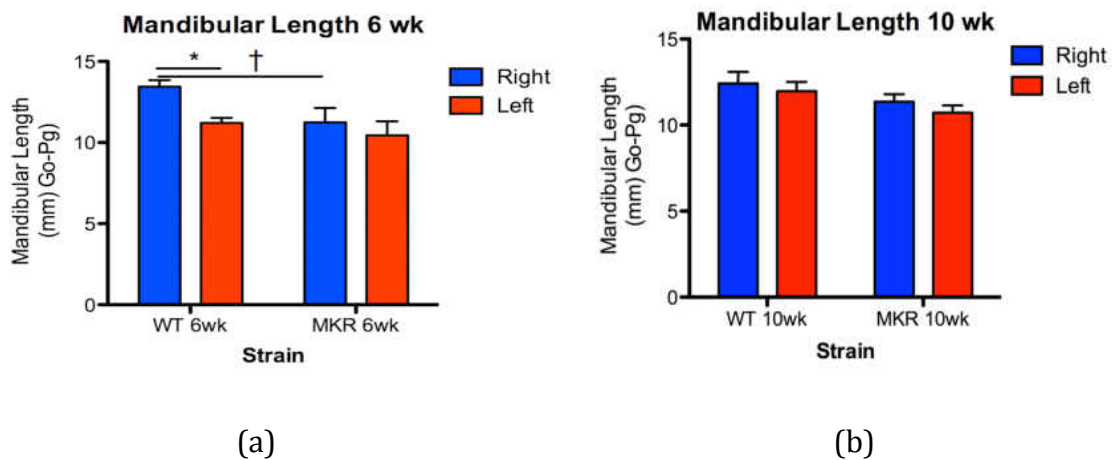 Mandibular Length 6 wk
15
10
5
0
Mandibular Length
(mm) Go-Pg
*
†
Right
Left
WT 6wk
MKR 6wk
Strain
(a)
Mandibular Length 10 wk
15
10
5
0
Mandibular Length
(mm) Go-Pg
Right
Left
WT 10wk
MKR 10wk
Strain
(b)